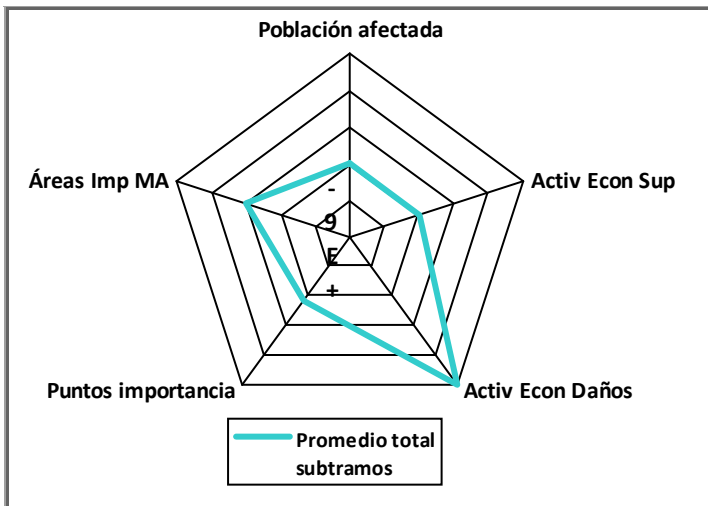 Población afectada
Áreas Imp MA
Activ Econ Sup
-
9
E
+
Puntos importancia
Activ Econ Daños
Promedio total
subtramos